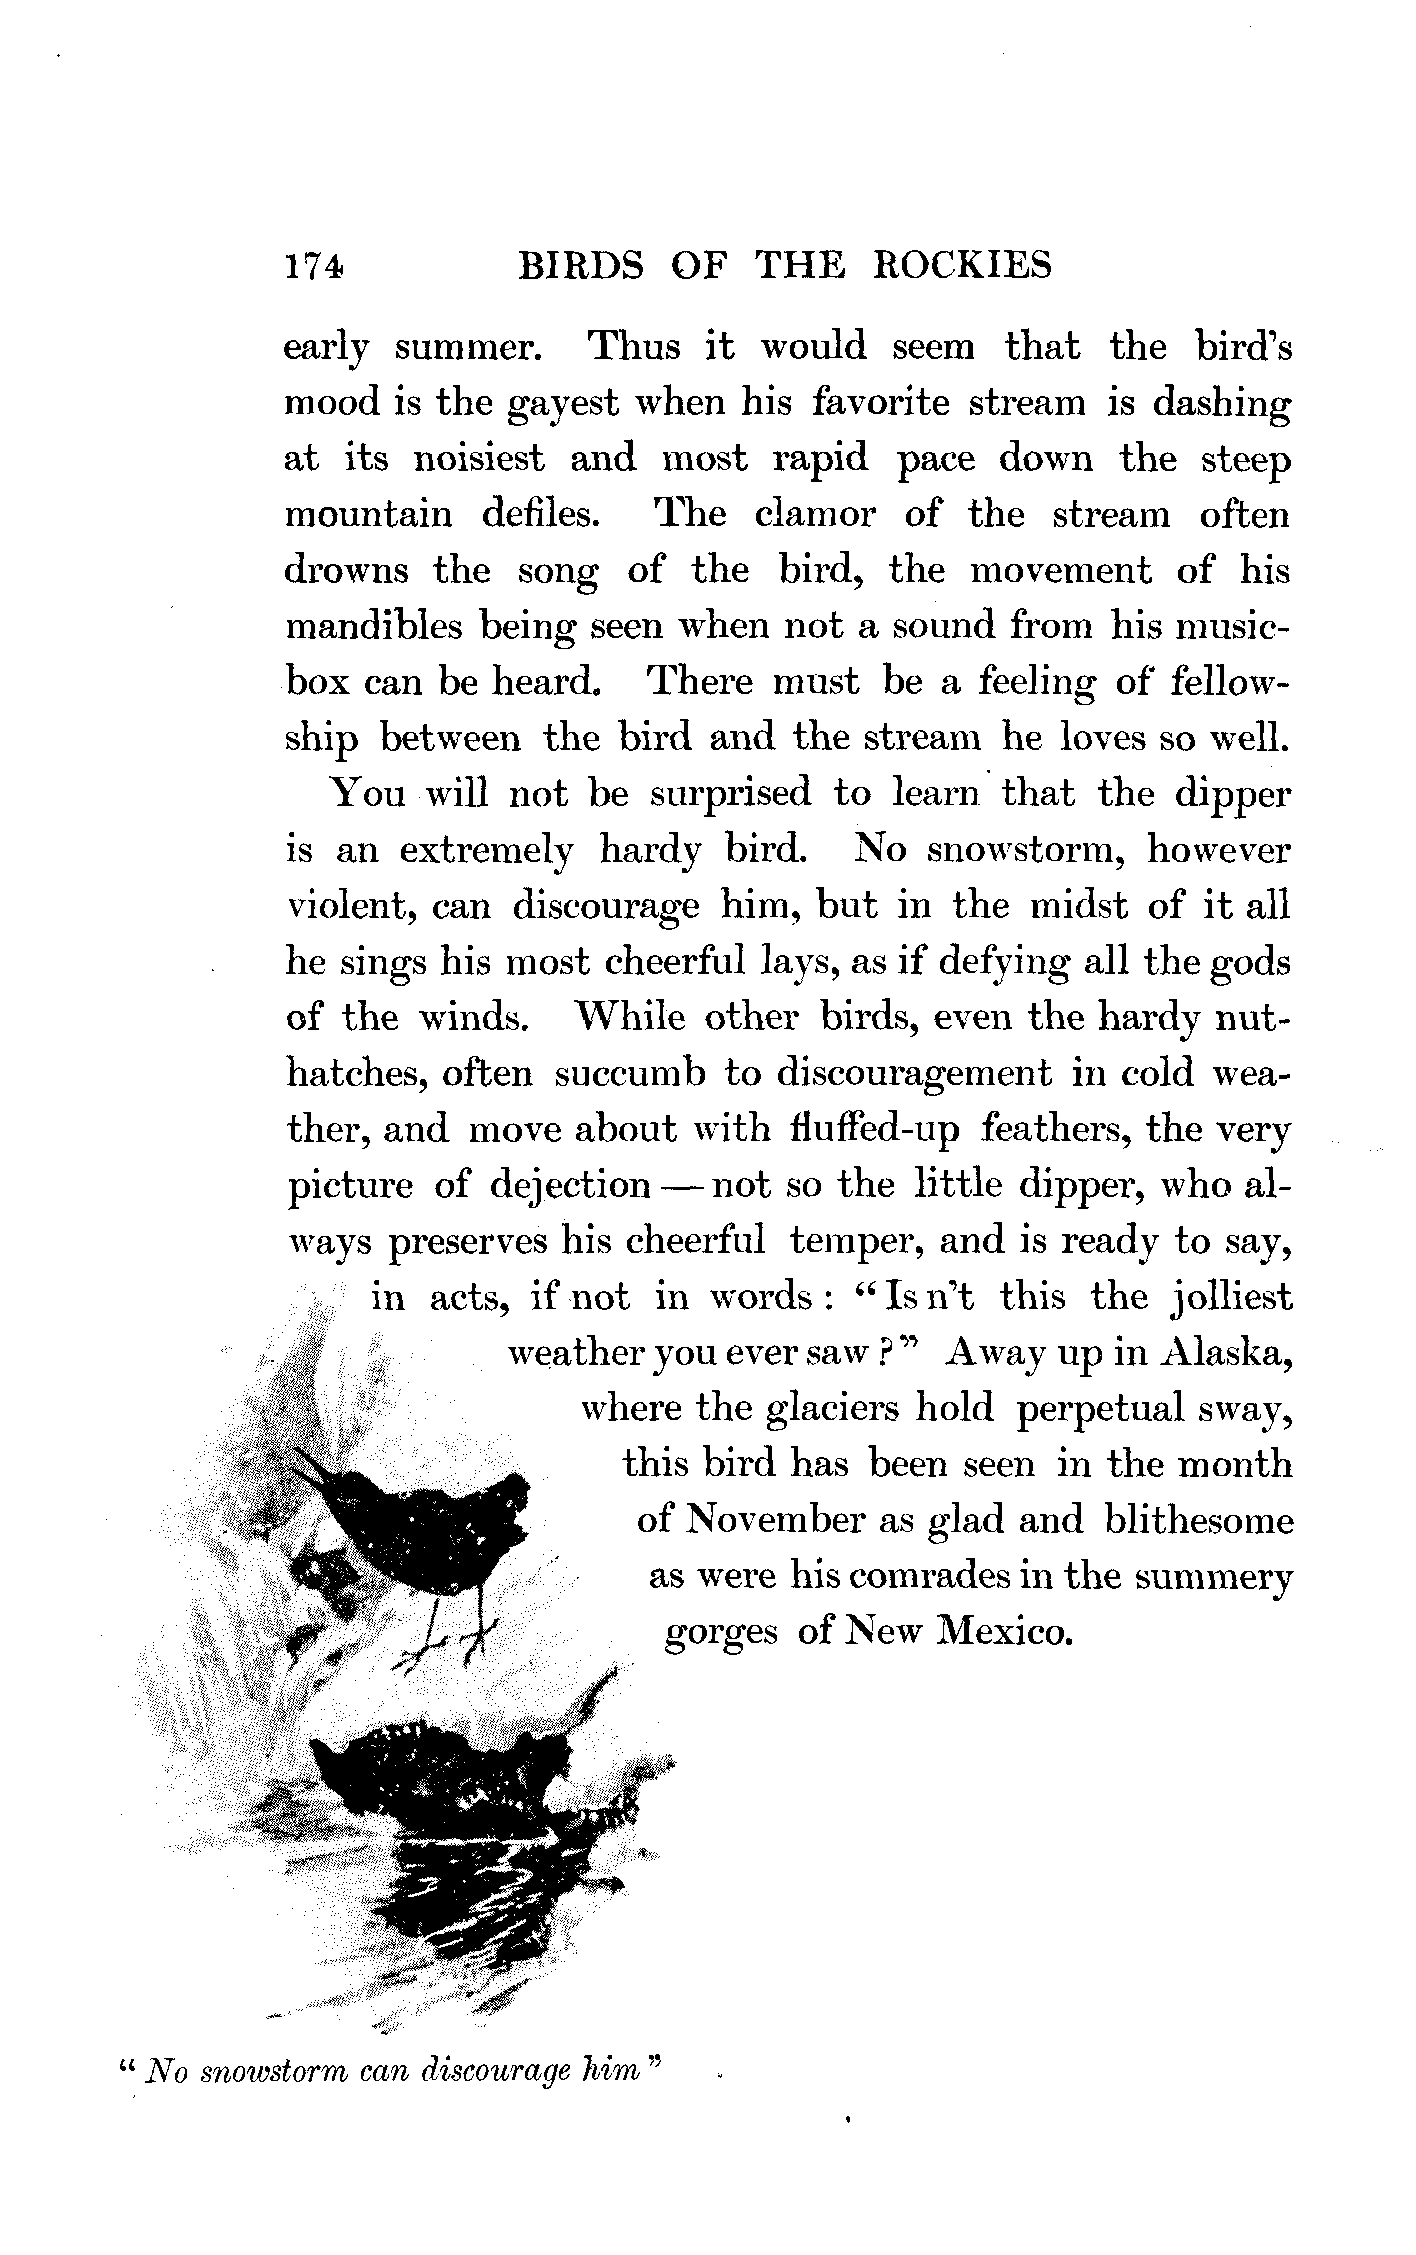 174 BIRDS OF THE ROCKIES
early summer. Thus it would seem that the bird's
mood is the gayest when his favorite stream is dashing
at its noisiest and most rapid pace down the steep
mountain defiles. The clamor of the stream often
drowns the song of the bird, the movement of his
mandibles being seen when not a sound from his music-
box can be heard. There must be a feeling of fellow-
ship between the bird and the stream he loves so well.
You will not be surprised to learn that the dipper
is an extremely hardy bird. No snowstorm, however
violent, can discourage him, but in the midst of it all
he sings his most cheerful lays, as if defying all the gods
of the winds. While other birds, even the hardy nut-
hatches, often succumb to discouragement in cold wea-
ther, and move about with fluffed-up feathers, the very
picture of dejection — not so the little dipper, who al-
ways preserves his cheerful temper, and is ready to say,
in acts, if not in words : “ Is n't this the jolliest
weather you ever saw ? ” Away up in Alaska,
where the glaciers hold perpetual sway,
this bird has been seen in the month
of November as glad and blithesome
as were his comrades in the summery
gorges of New Mexico.
“ No snowstorm can discourage him ”